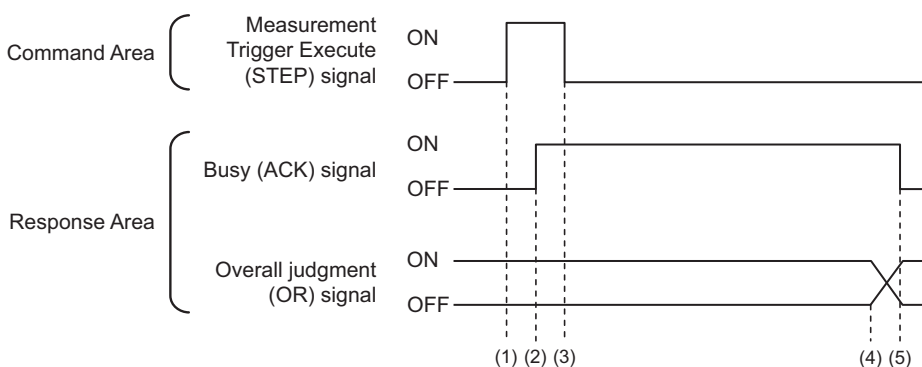 Command Area
Measurement
Trigger Execute
(STEP) signal
ON
OFF
Response Area
Busy (ACK) signal
ON
OFF
Overall judgment
(OR) signal
ON
OFF
(1) (2) (3) (4) (5)